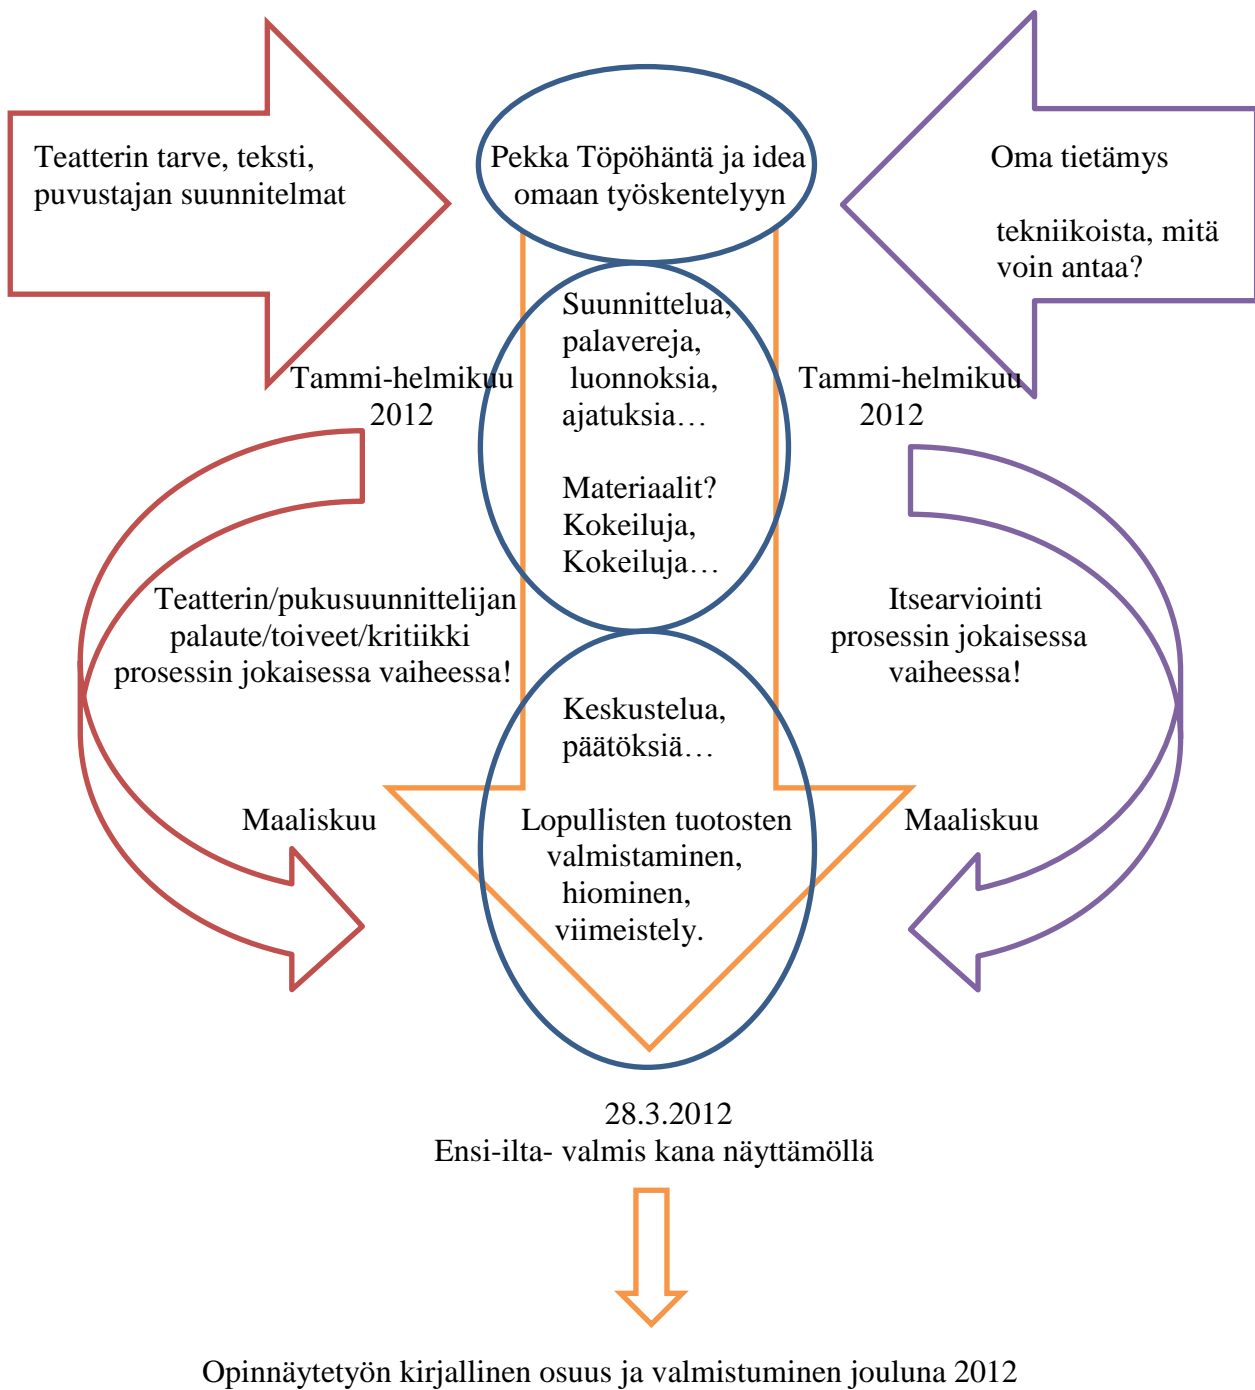 Teatterin tarve, teksti,
puvustajan suunnitelmat
Pekka Töpöhäntä ja idea
omaan työskentelyyn
Oma tietämys
tekniikoista, mitä
voin antaa?
Suunnittelua,
palavereja,
luonnoksia,
ajatuksia…
Tammi-helmikuu
2012
Tammi-helmikuu
2012
Materiaalit?
Kokeiluja,
Kokeiluja…
Teatterin/pukusuunnittelijan
palaute/toiveet/kritiikki
prosessin jokaisessa vaiheessa!
Itsearviointi
prosessin jokaisessa
vaiheessa!
Keskustelua,
päätöksiä…
Maaliskuu
Lopullisten tuotosten
valmistaminen,
hiominen,
viimeistely.
Maaliskuu
28.3.2012
Ensi-ilta- valmis kana näyttämöllä
Opinnäytetyön kirjallinen osuus ja valmistuminen jouluna 2012